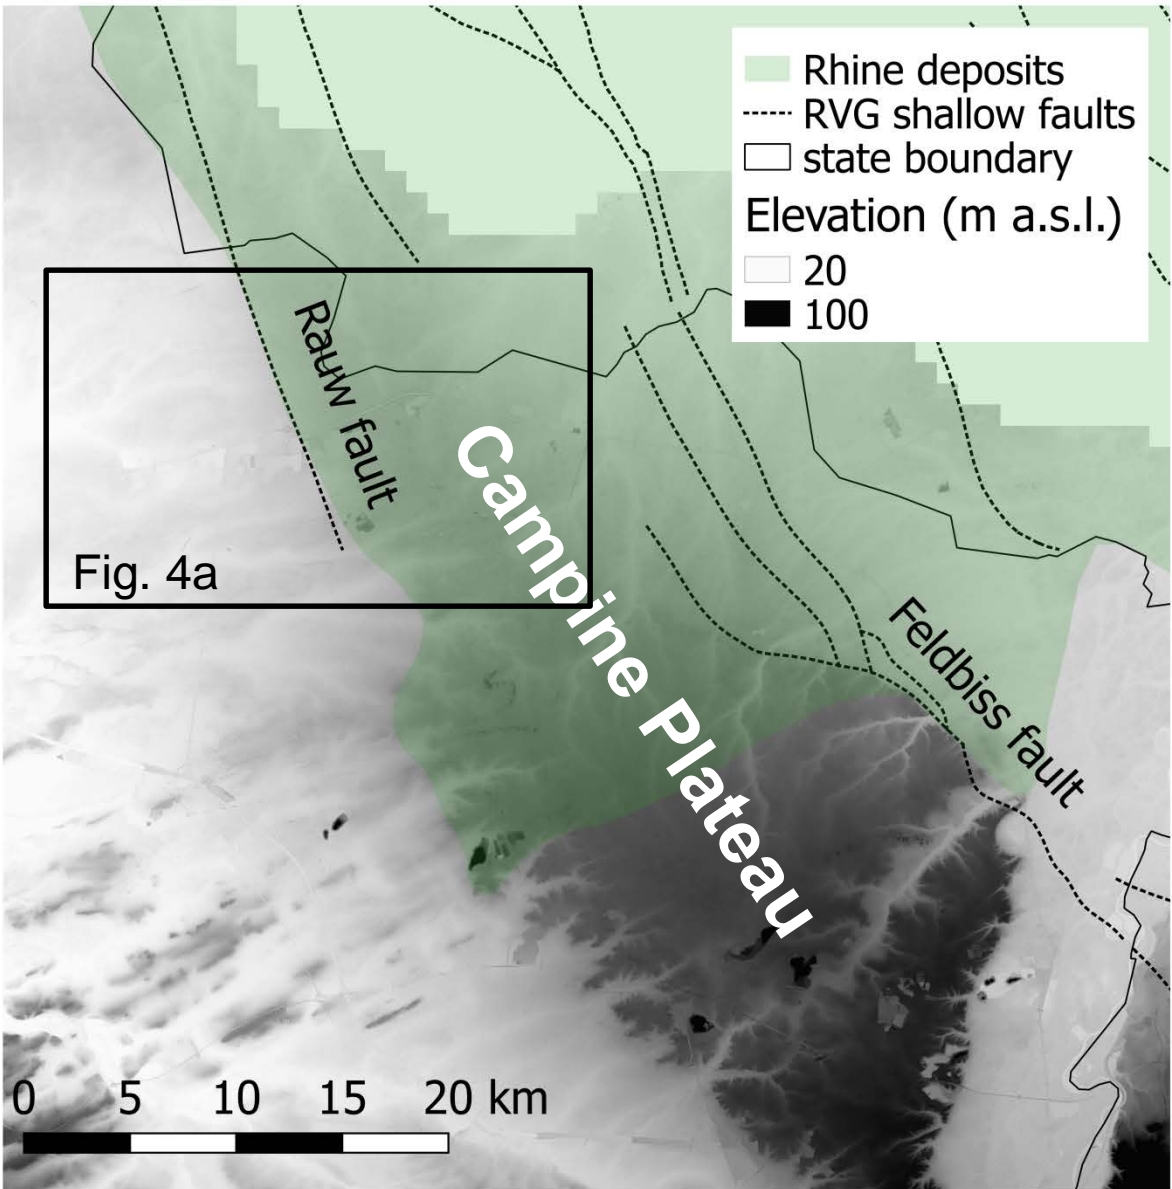 Rhine deposits
RVG shallow faults
state boundary
Elevation (m a.s.l.)
20
100
Rauw fault
Campine Plateau
Fig. 4a
Feldbiss fault
0 5 10 15 20 km